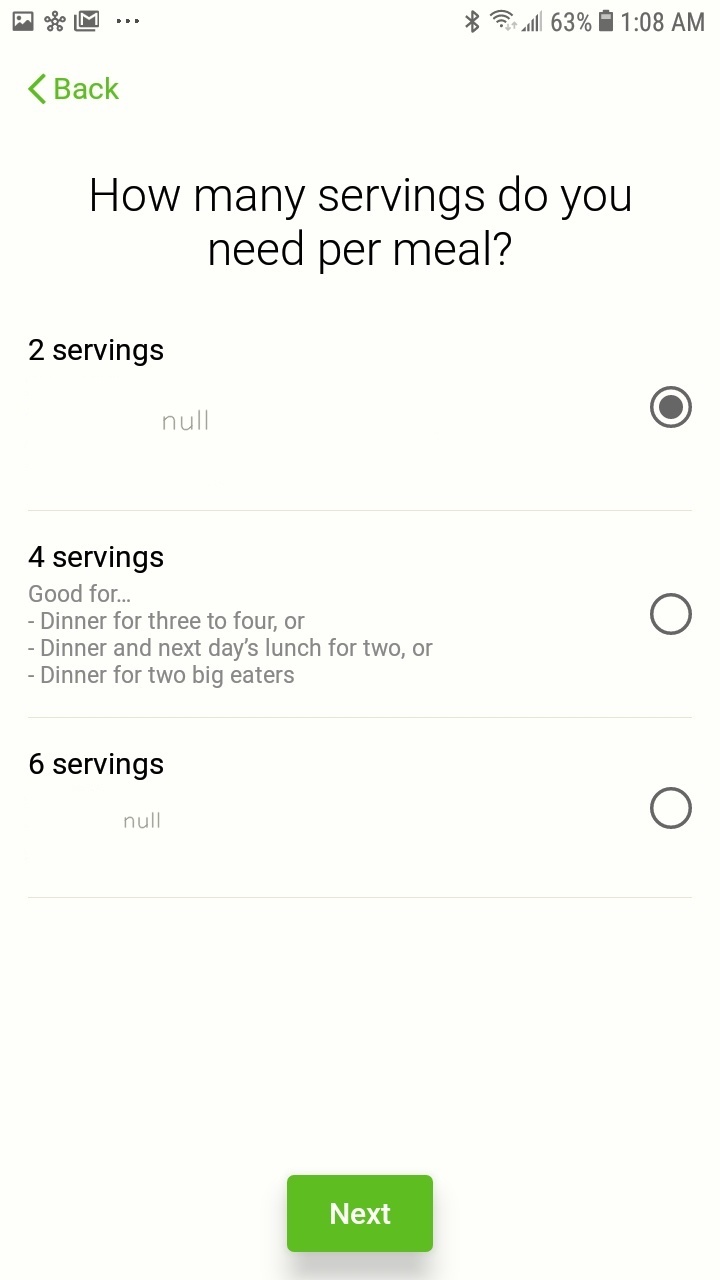 63% 1:08 AM
Back
How many servings do you
need per meal?
2 servings
null
4 servings
Good for…
- Dinner for three to four, or
- Dinner and next day’s lunch for two, or
- Dinner for two big eaters
6 servings
null
Next